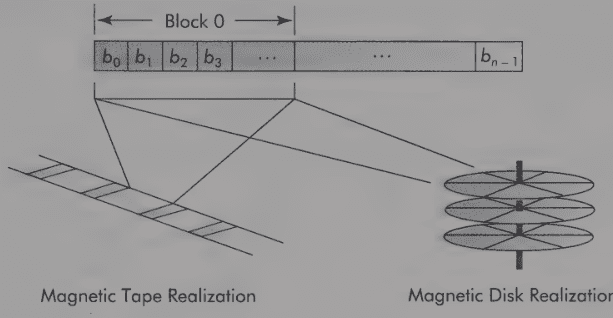 Block 0
b0 b1 b2 b3 ... ... bn−1
Magnetic Tape Realization Magnetic Disk Realization